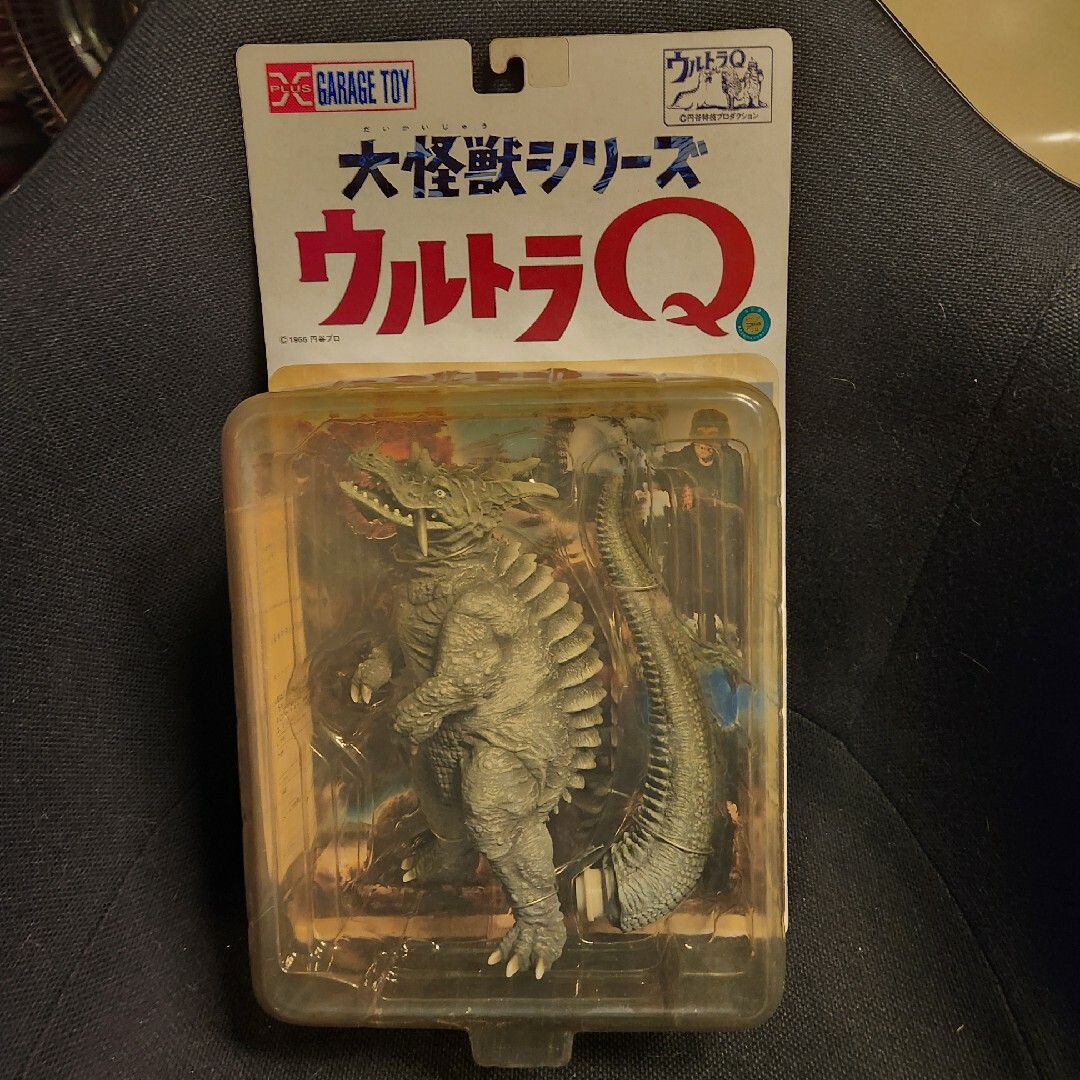 X PLUS GARAGE TOY
ウルトラQ
©円谷特技プロダクション
だいかいじゅう
大怪獣シリーズ
ウルトラQ
©1966 円谷プロ